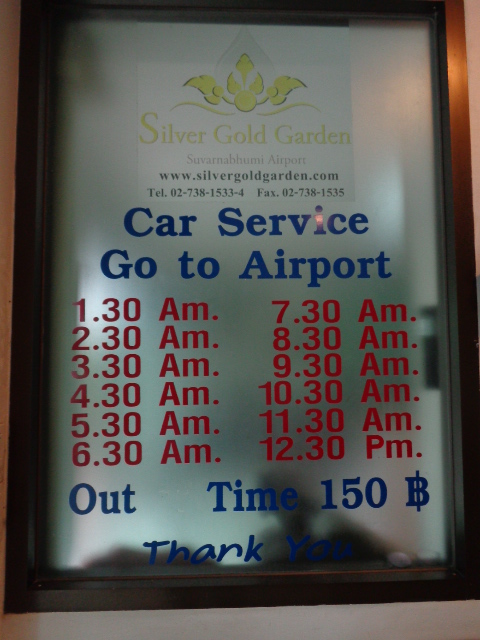 Silver Gold Garden
Suvarnabhumi Airport
www.silvergoldgarden.com
Tel. 02-738-1533-4 Fax. 02-738-1535
Car Service
Go to Airport
1.30 Am. 7.30 Am.
2.30 Am. 8.30 Am.
3.30 Am. 9.30 Am.
4.30 Am. 10.30 Am.
5.30 Am. 11.30 Am.
6.30 Am. 12.30 Pm.
Out Time 150 ฿
Thank You